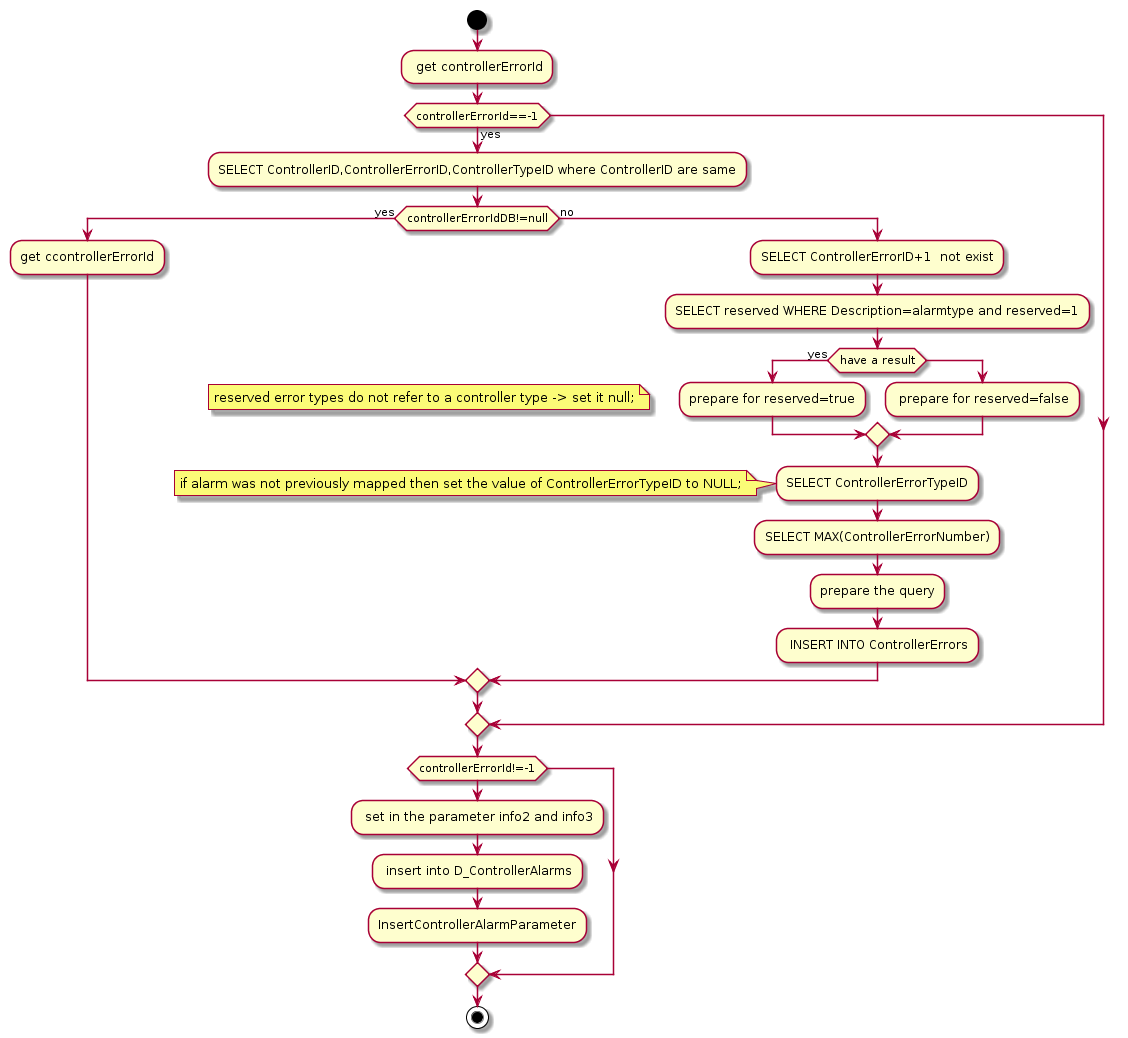 get controllerErrorId
controllerErrorId==-1
yes
SELECT ControllerID,ControllerErrorID,ControllerTypeID where ControllerID are same
yes
controllerErrorIdDB!=null
no
get ccontrollerErrorId
SELECT ControllerErrorID+1  not exist
SELECT reserved WHERE Description=alarmtype and reserved=1
yes
have a result
reserved error types do not refer to a controller type -> set it null;
prepare for reserved=true
prepare for reserved=false
if alarm was not previously mapped then set the value of ControllerErrorTypeID to NULL;
SELECT ControllerErrorTypeID
SELECT MAX(ControllerErrorNumber)
prepare the query
INSERT INTO ControllerErrors
controllerErrorId!=-1
set in the parameter info2 and info3
insert into D_ControllerAlarms
InsertControllerAlarmParameter